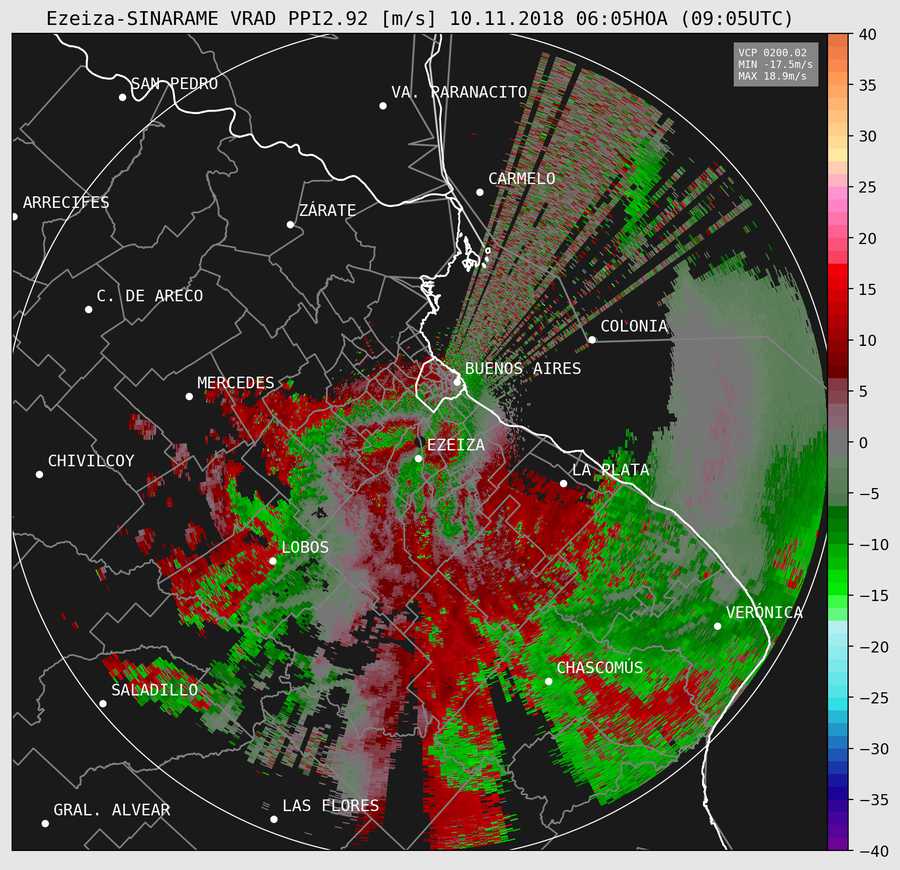 Ezeiza-SINARAME VRAD PPI2.92 [m/s] 10.11.2018 06:05HOA (09:05UTC)
VCP 0200.02
MIN -17.5m/s
MAX 18.9m/s
SAN PEDRO
VA. PARANACITO
ARRECIFES
ZÁRATE
CARMELO
C. DE ARECO
COLONIA
MERCEDES
BUENOS AIRES
CHIVILCOY
EZEIZA
LA PLATA
LOBOS
VERÓNICA
SALADILLO
CHASCOMÚS
GRAL. ALVEAR
LAS FLORES
40
35
30
25
20
15
10
5
0
−5
−10
−15
−20
−25
−30
−35
−40